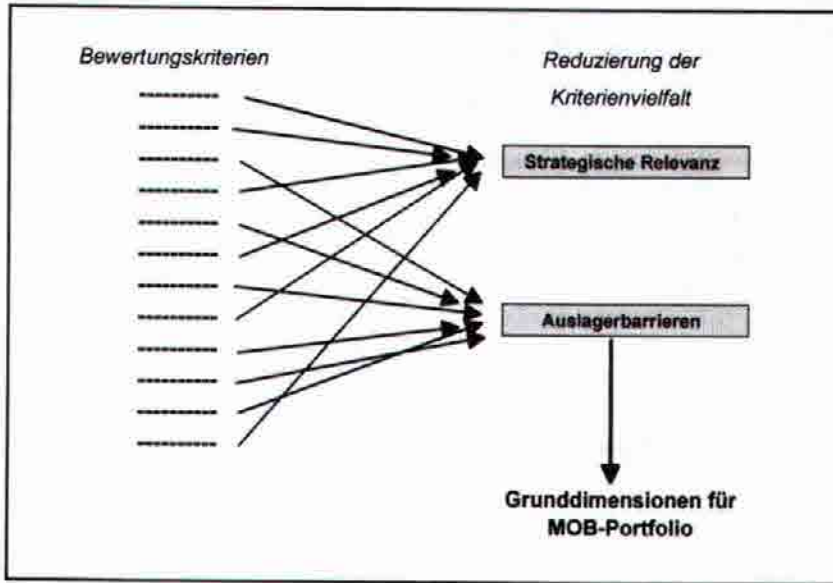 Bewertungskriterien
Reduzierung der
Kriterienvielfalt
Strategische Relevanz
Auslagerbarrieren
Grunddimensionen für
MOB-Portfolio